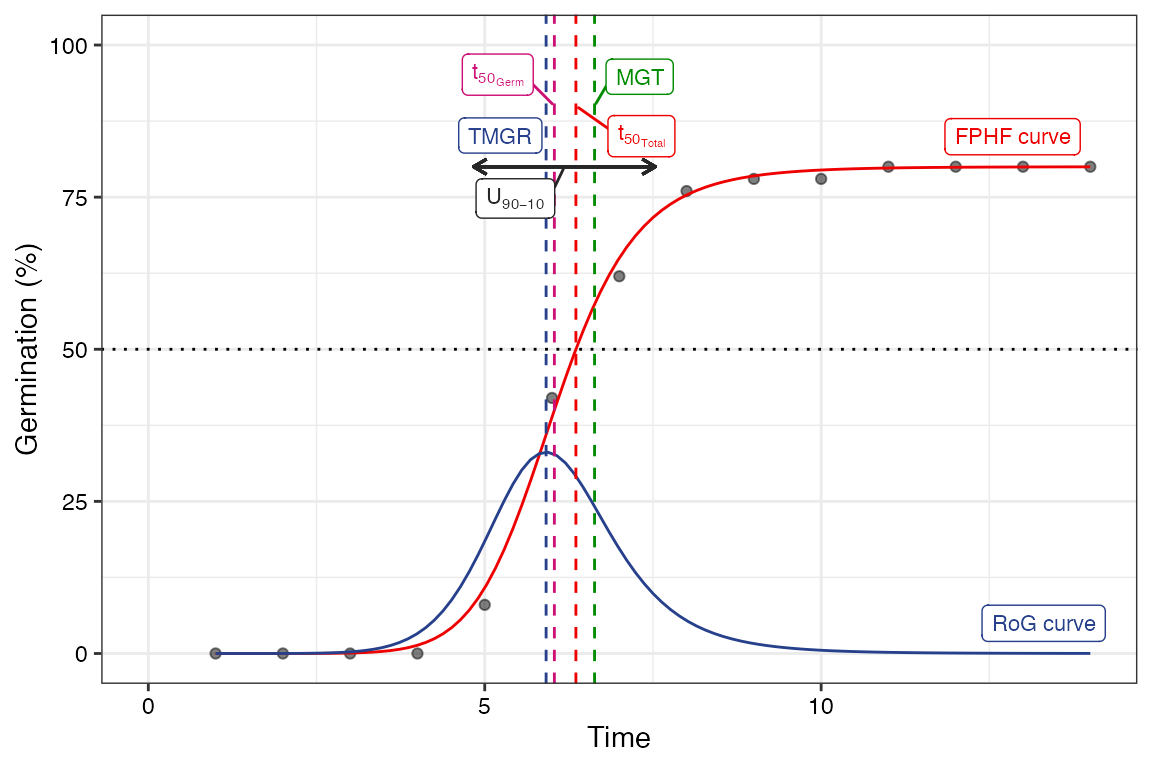 100
75
50
25
0
0
5
10
Germination (%)
Time
t50Germ
MGT
TMGR
t50Total
FPHF curve
U90−10
RoG curve